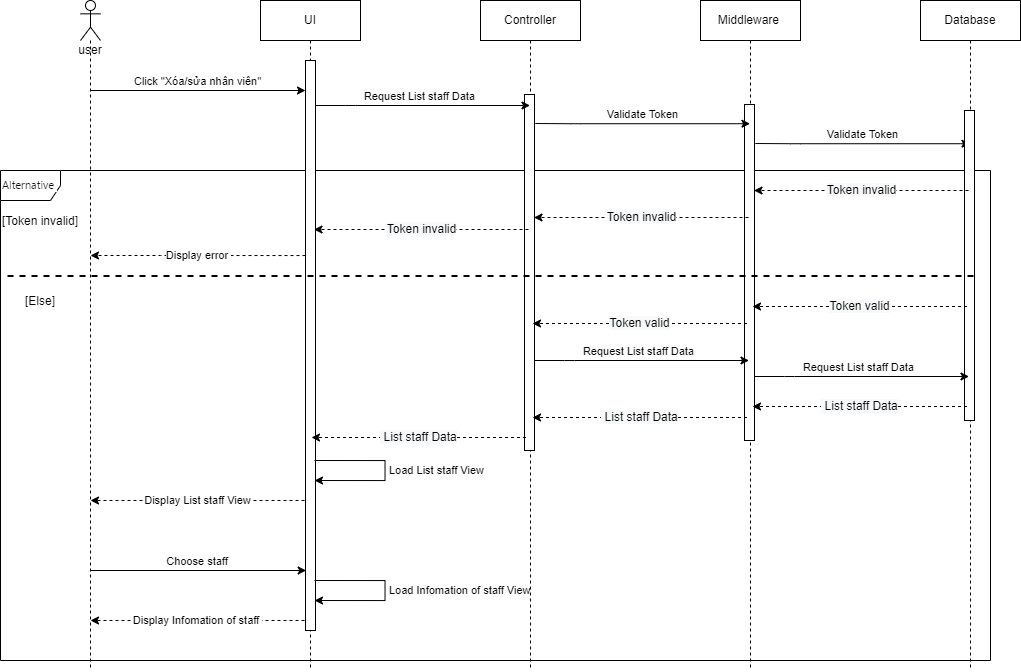 UI
Controller
Middleware
Database
user
Click "Xóa/sửa nhân viên"
Request List staff Data
Validate Token
Validate Token
Alternative
Token invalid
[Token invalid]
Token invalid
Token invalid
Display error
[Else]
Token valid
Token valid
Request List staff Data
Request List staff Data
List staff Data
List staff Data
List staff Data
Load List staff View
Display List staff View
Choose staff
Load Infomation of staff View
Display Infomation of staff